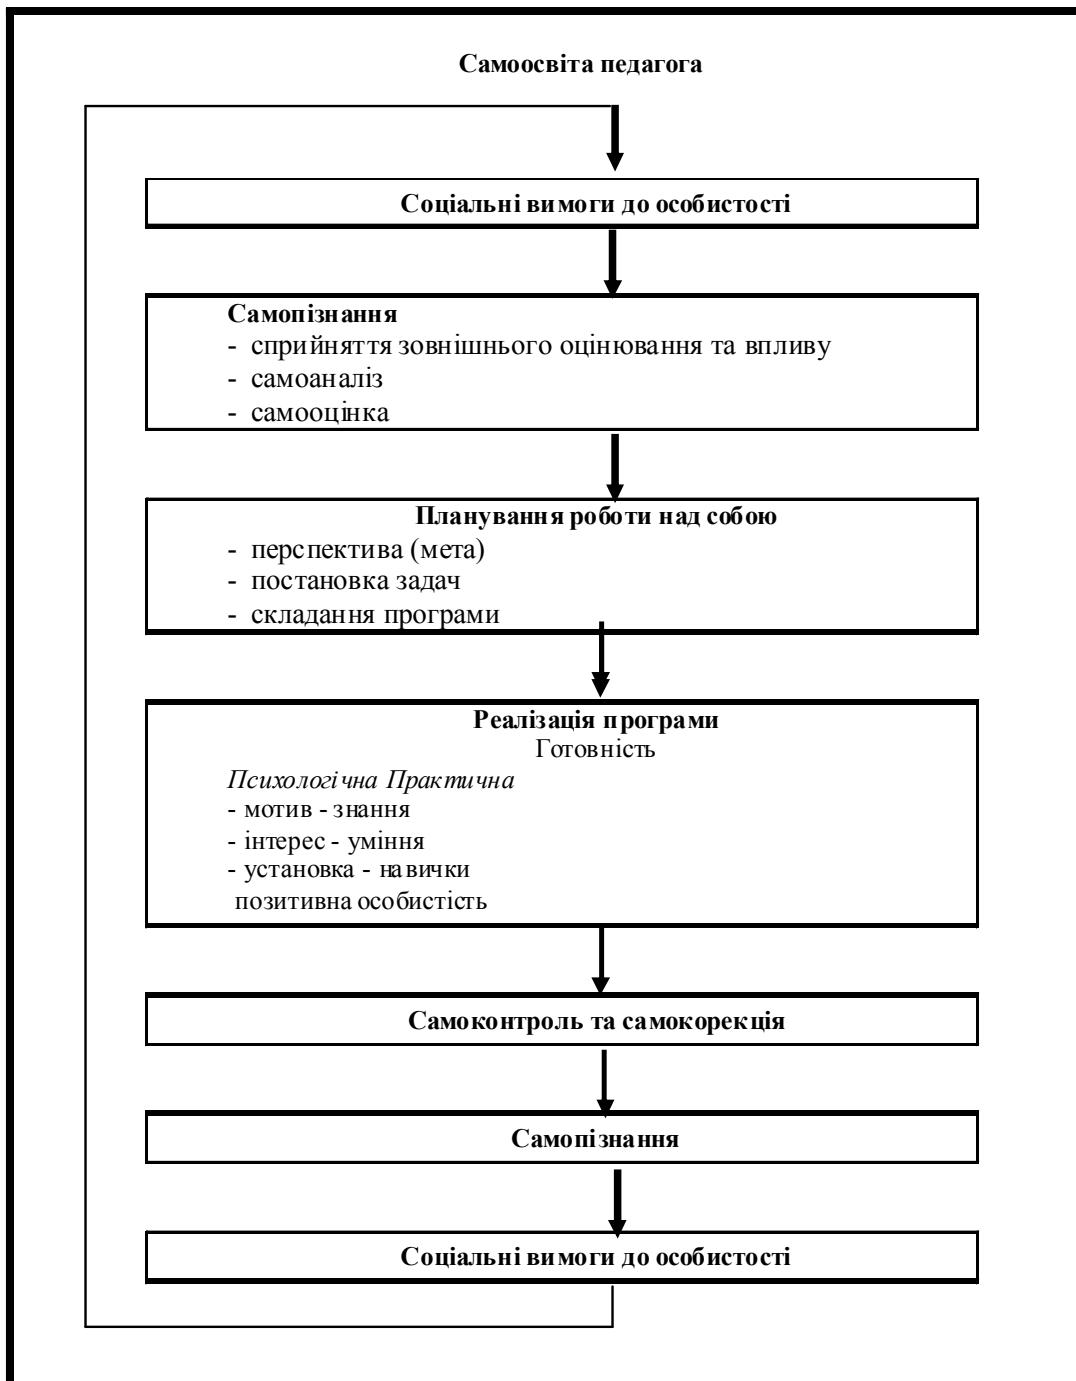 Самоосвіта педагога
Соціальні вимоги до особистості
Самопізнання
- сприйняття зовнішнього оцінювання та впливу
- самоаналіз
- самооцінка
Планування роботи над собою
- перспектива (мета)
- постановка задач
- складання програми
Реалізація програми
Готовність
Психологічна Практична
- мотив - знання
- інтерес - уміння
- установка - навички
позитивна особистість
Самоконтроль та самокорекція
Самопізнання
Соціальні вимоги до особистості